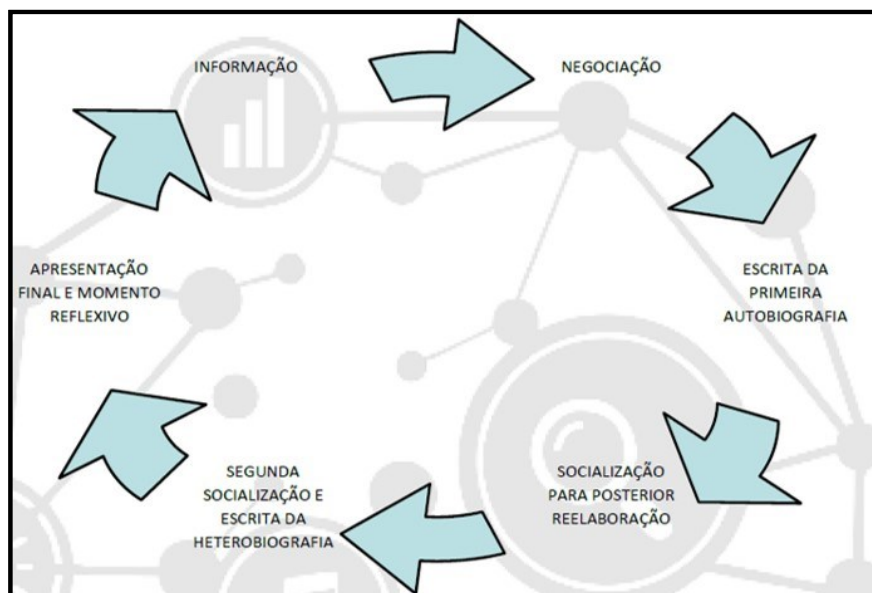 INFORMAÇÃO
NEGOCIAÇÃO
ESCRITA DA
PRIMEIRA
AUTOBIOGRAFIA
SOCIALIZAÇÃO
PARA POSTERIOR
REELABORAÇÃO
SEGUNDA
SOCIALIZAÇÃO E
ESCRITA DA
HETEROBIOGRAFIA
APRESENTAÇÃO
FINAL E MOMENTO
REFLEXIVO